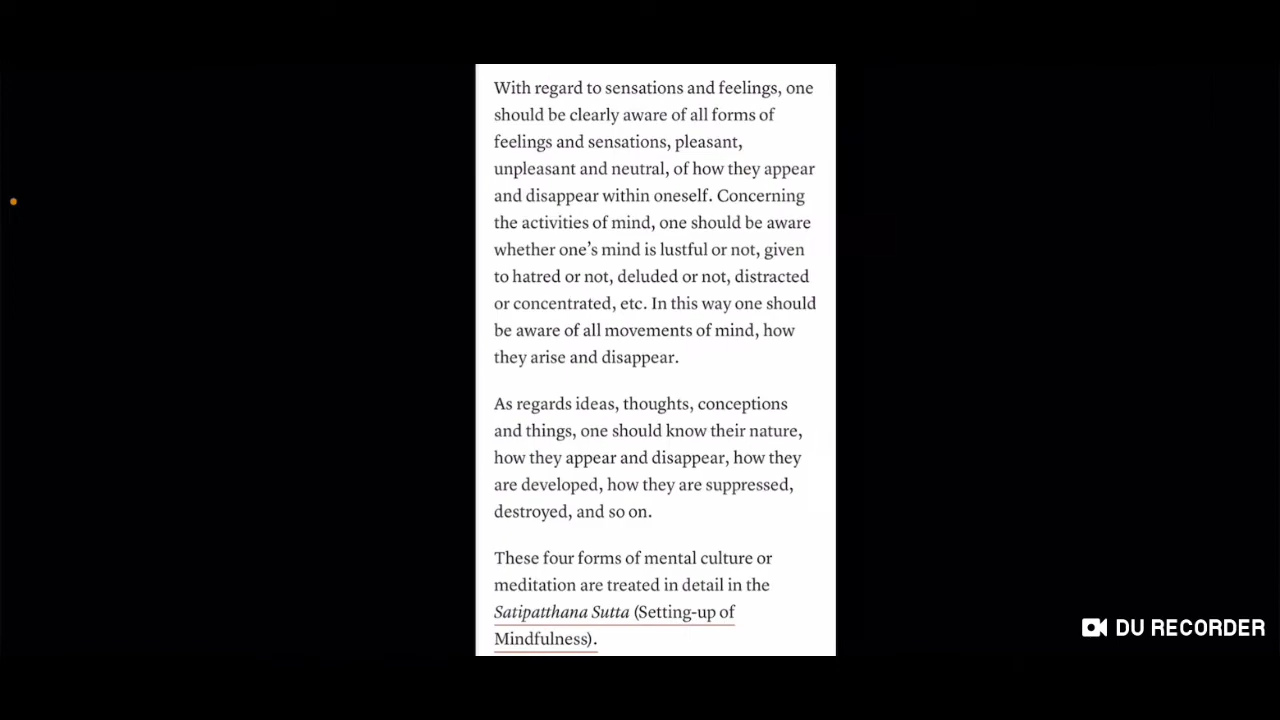 With regard to sensations and feelings, one
should be clearly aware of all forms of
feelings and sensations, pleasant,
unpleasant and neutral, of how they appear
and disappear within oneself. Concerning
the activities of mind, one should be aware
whether one’s mind is lustful or not, given
to hatred or not, deluded or not, distracted
or concentrated, etc. In this way one should
be aware of all movements of mind, how
they arise and disappear.
As regards ideas, thoughts, conceptions
and things, one should know their nature,
how they appear and disappear, how they
are developed, how they are suppressed,
destroyed, and so on.
These four forms of mental culture or
meditation are treated in detail in the
Satipatthana Sutta (Setting-up of
Mindfulness).
DU RECORDER